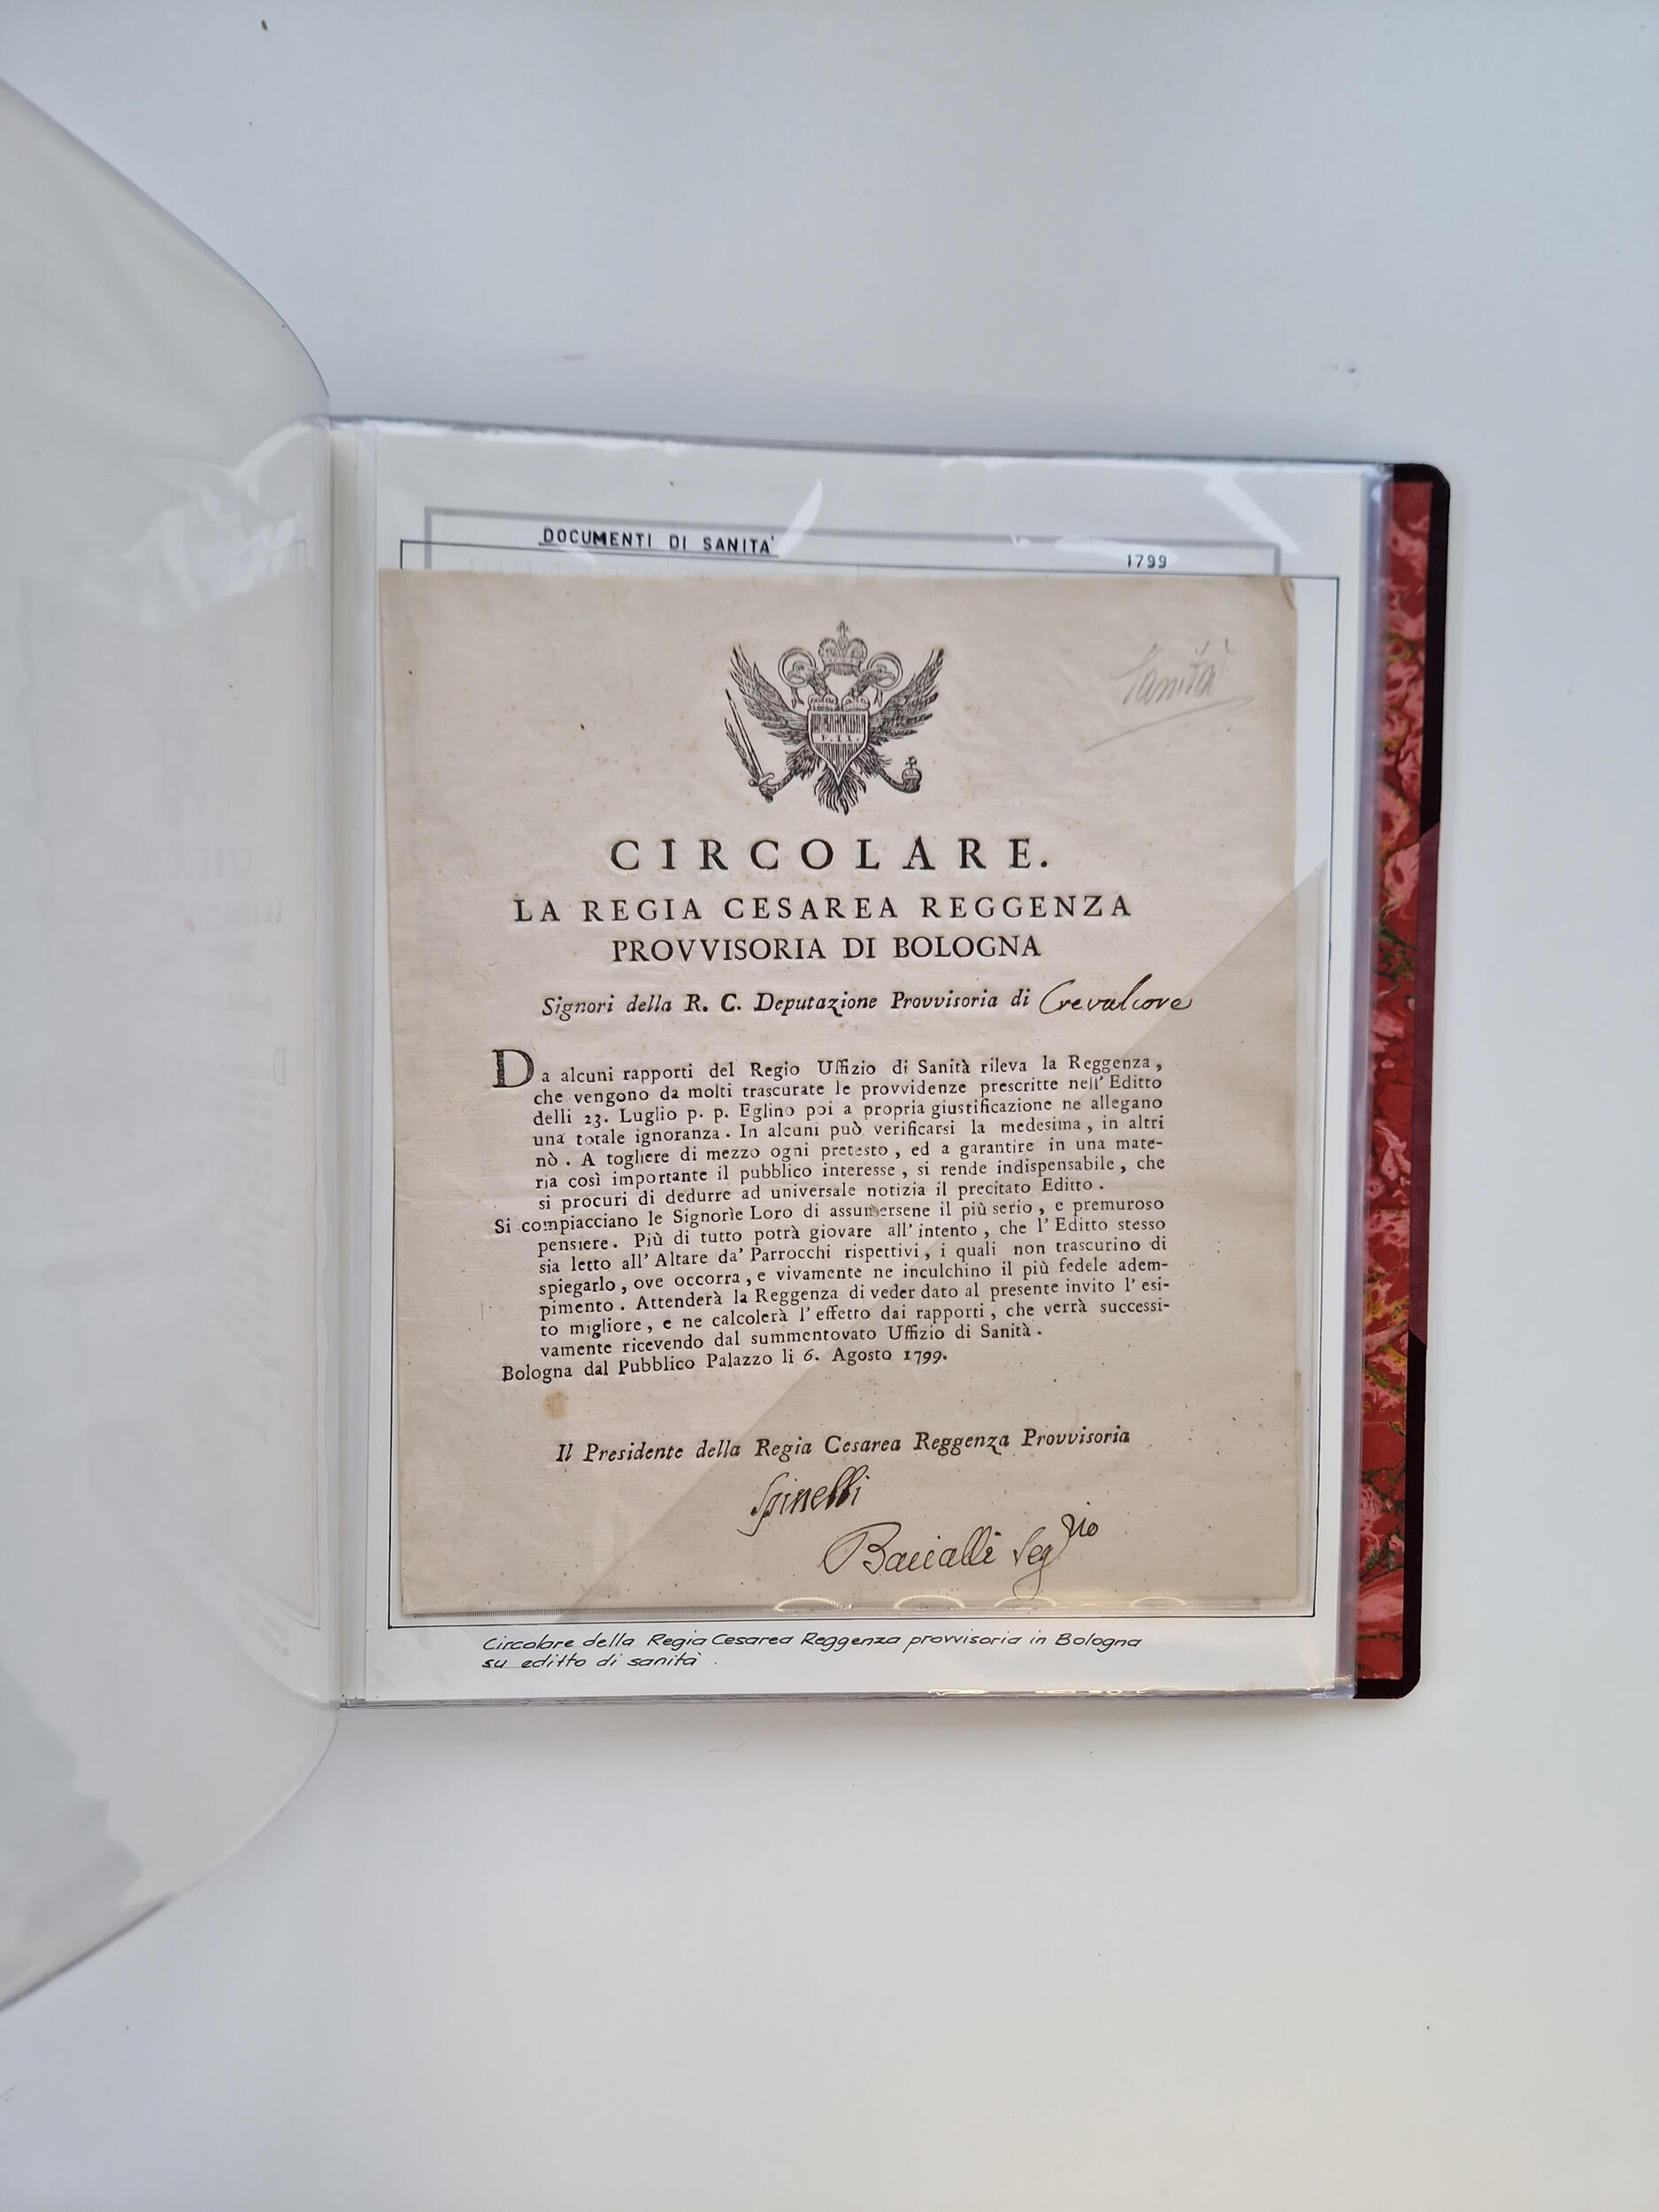 DOCUMENTI DI SANITA'
1799
Sanità
F. II.
CIRCOLARE.
LA REGIA CESAREA REGGENZA
PROVVISORIA DI BOLOGNA
Signori della R. C. Deputazione Provvisoria di Crevalcore
Da alcuni rapporti del Regio Uffizio di Sanità rileva la Reggenza,
che vengono da molti trascurate le provvidenze prescritte nell' Editto
delli 23. Luglio p. p. Eglino poi a propria giustificazione ne allegano
una totale ignoranza. In alcuni può verificarsi la medesima, in altri
nò. A togliere di mezzo ogni pretesto, ed a garantire in una mate-
ria così importante il pubblico interesse, si rende indispensabile, che
si procuri di dedurre ad universale notizia il precitato Editto.
Si compiacciano le Signorìe Loro di assumersene il più serio, e premuroso
pensiere. Più di tutto potrà giovare all' intento, che l' Editto stesso
sia letto all' Altare da' Parrocchi rispettivi, i quali non trascurino di
spiegarlo, ove occorra, e vivamente ne inculchino il più fedele adem-
pimento. Attenderà la Reggenza di veder dato al presente invito l' esi-
to migliore, e ne calcolerà l' effetto dai rapporti, che verrà successi-
vamente ricevendo dal summentovato Uffizio di Sanità.
Bologna dal Pubblico Palazzo li 6. Agosto 1799.
Il Presidente della Regia Cesarea Reggenza Provvisoria
Spinelli
Bacialli Seg.rio
Circolare della Regia Cesarea Reggenza provvisoria in Bologna
su editto di sanità.